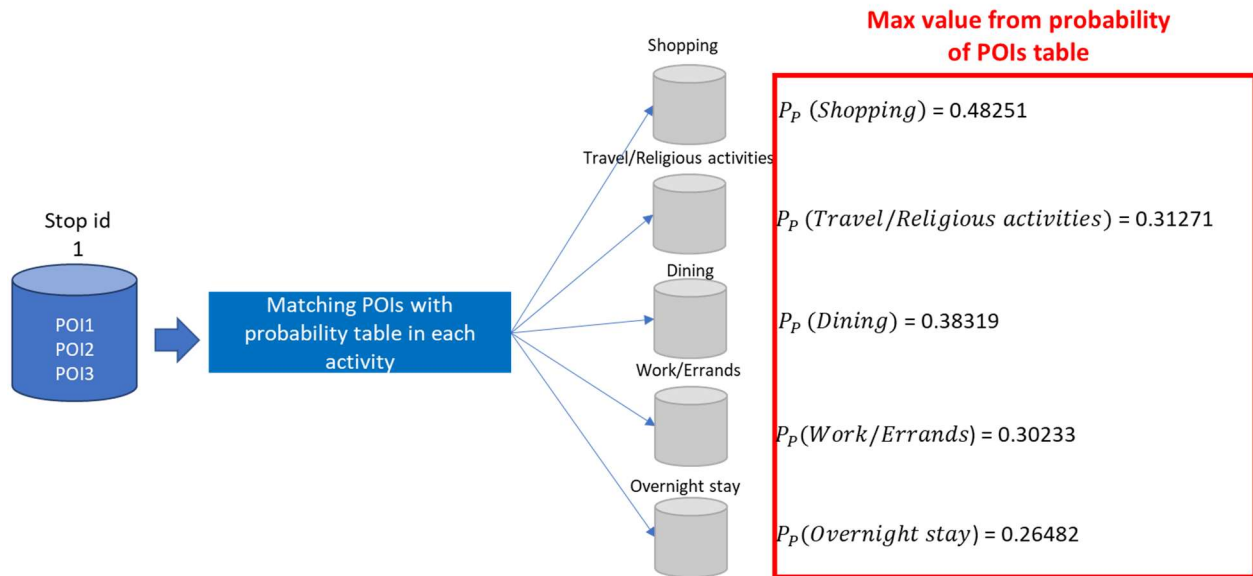 Max value from probability
of POIs table
Stop id
1
POI1
POI2
POI3
Matching POIs with
probability table in each
activity
Shopping
Travel/Religious activities
Dining
Work/Errands
Overnight stay
P_P (Shopping) = 0.48251
P_P (Travel/Religious activities) = 0.31271
P_P (Dining) = 0.38319
P_P(Work/Errands) = 0.30233
P_P(Overnight stay) = 0.26482